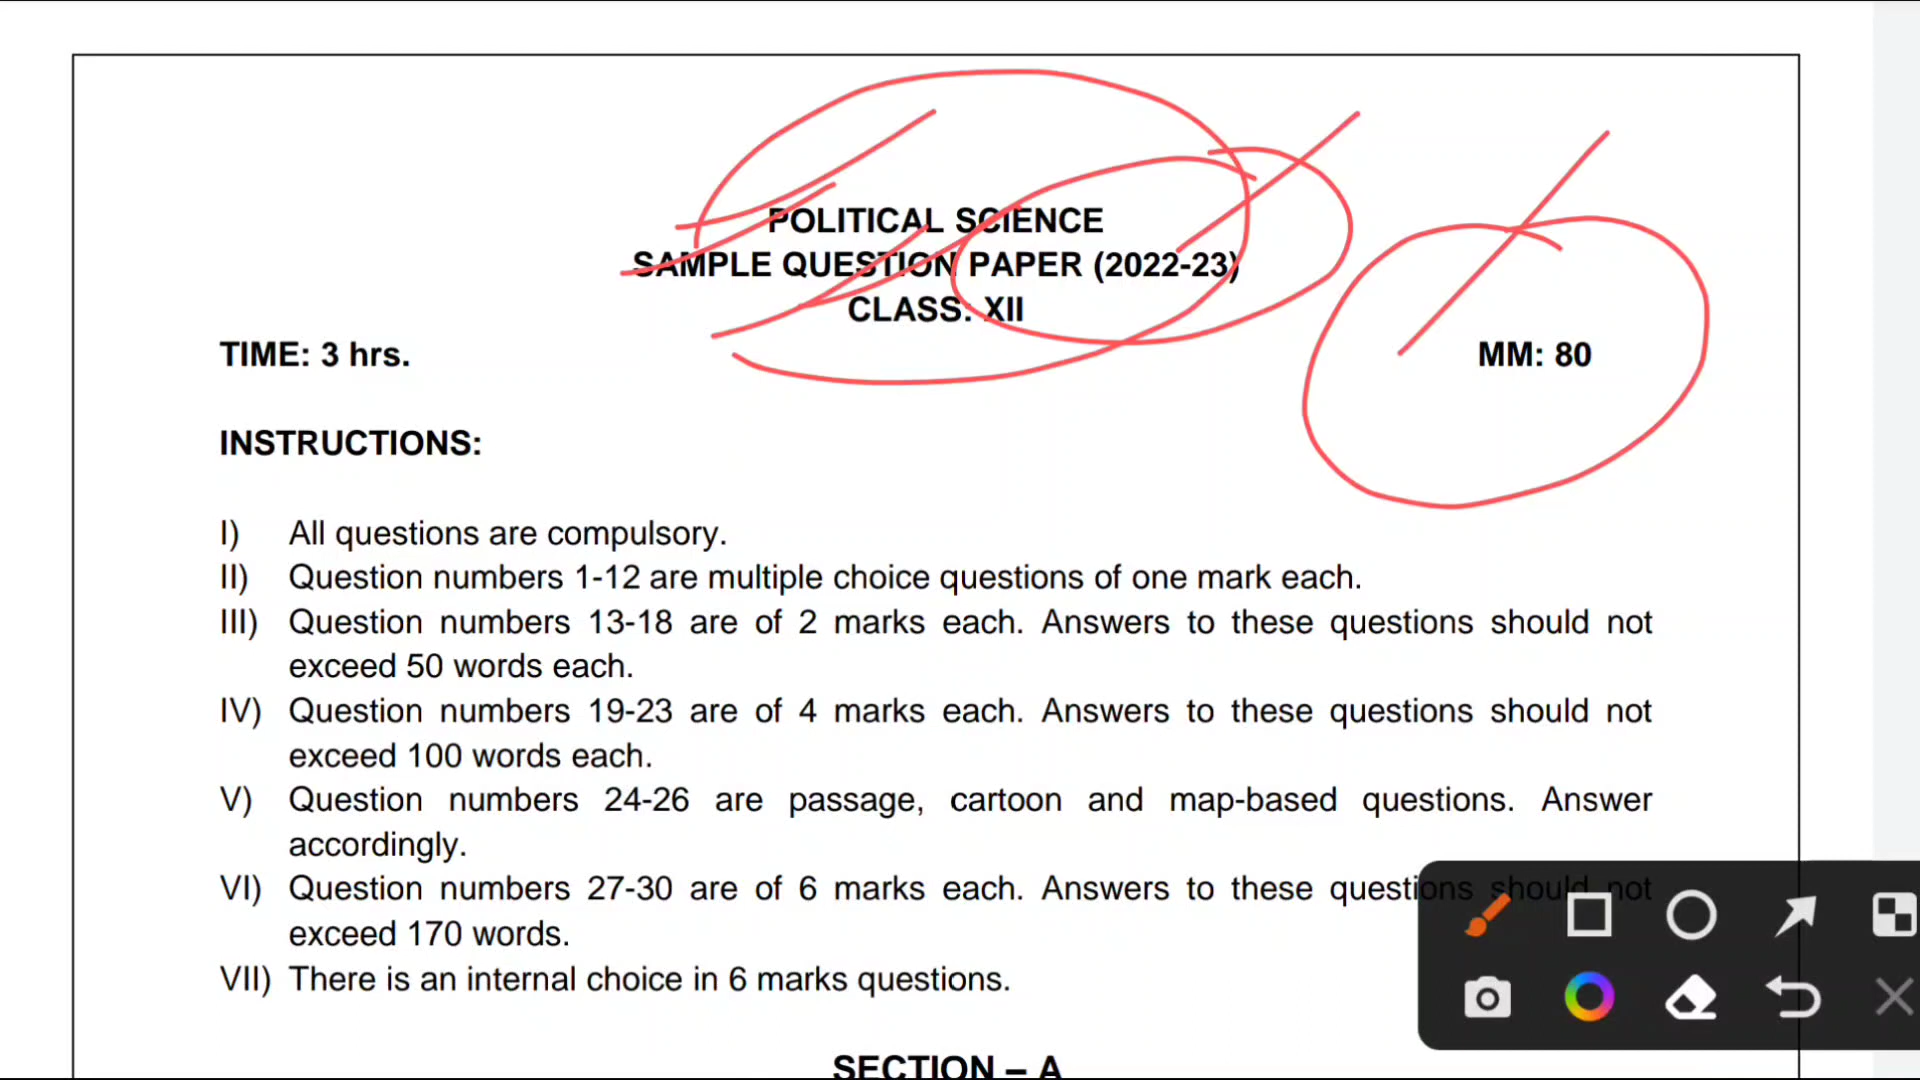 POLITICAL SCIENCE
SAMPLE QUESTION PAPER (2022-23)
CLASS: XII
TIME: 3 hrs. MM: 80
INSTRUCTIONS:
I) All questions are compulsory.
II) Question numbers 1-12 are multiple choice questions of one mark each.
III) Question numbers 13-18 are of 2 marks each. Answers to these questions should not
exceed 50 words each.
IV) Question numbers 19-23 are of 4 marks each. Answers to these questions should not
exceed 100 words each.
V) Question numbers 24-26 are passage, cartoon and map-based questions. Answer
accordingly.
VI) Question numbers 27-30 are of 6 marks each. Answers to these questions should not
exceed 170 words.
VII) There is an internal choice in 6 marks questions.
SECTION – A